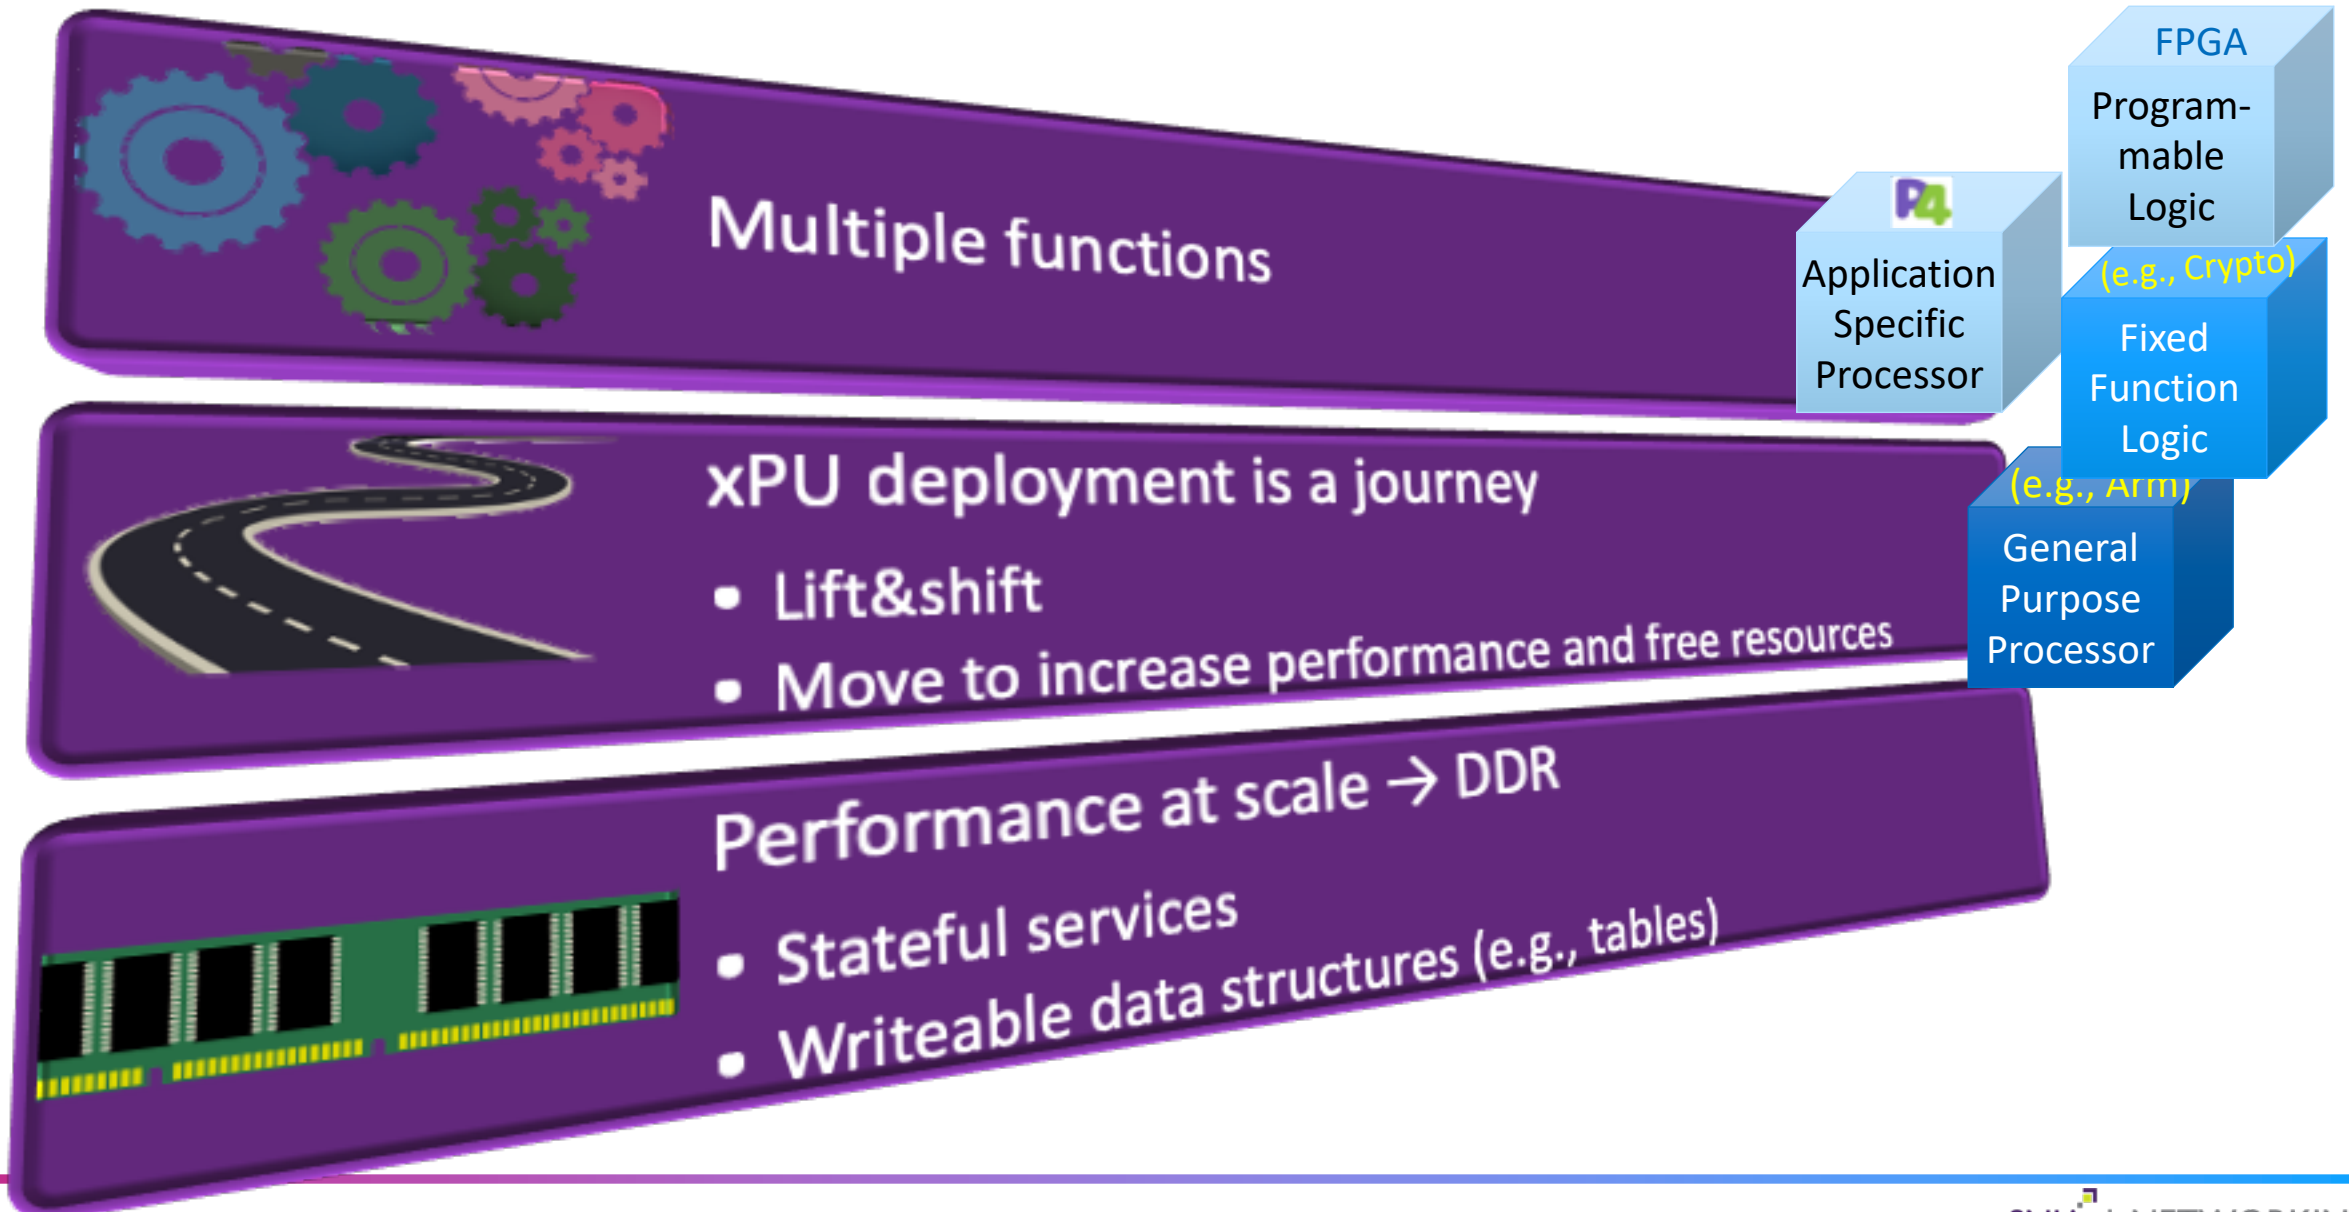 Multiple functions
xPU deployment is a journey
• Lift&shift
• Move to increase performance and free resources
Performance at scale → DDR
• Stateful services
• Writeable data structures (e.g., tables)
FPGA
Program-
mable
Logic
P4
Application
Specific
Processor
(e.g., Crypto)
Fixed
Function
Logic
(e.g., Arm)
General
Purpose
Processor